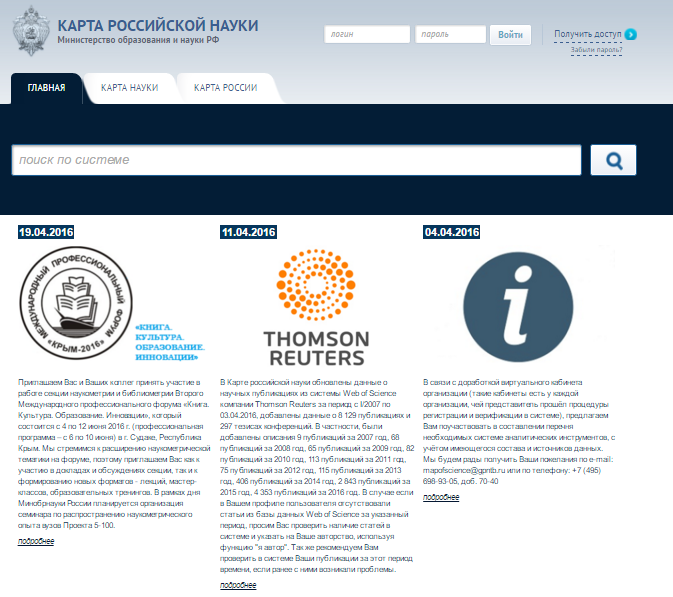 КАРТА РОССИЙСКОЙ НАУКИ
Министерство образования и науки РФ
логин
пароль
Войти
Получить доступ
Забыли пароль?
ГЛАВНАЯ
КАРТА НАУКИ
КАРТА РОССИИ
поиск по системе
19.04.2016
МЕЖДУНАРОДНЫЙ ПРОФЕССИОНАЛЬНЫЙ ФОРУМ
«КРЫМ-2016»
«КНИГА.
КУЛЬТУРА.
ОБРАЗОВАНИЕ.
ИННОВАЦИИ»
Приглашаем Вас и Ваших коллег принять участие в
работе секции наукометрии и библиометрии Второго
Международного профессионального форума «Книга.
Культура. Образование. Инновации», который
состоится с 4 по 12 июня 2016 г. (профессиональная
программа – с 6 по 10 июня) в г. Судаке, Республика
Крым. Мы стремимся к расширению наукометрической
тематики на форуме, поэтому приглашаем Вас как к
участию в докладах и обсуждениях секции, так и к
формированию новых форматов - лекций, мастер-
классов, образовательных тренингов. В рамках дня
Минобрнауки России планируется организация
семинара по распространению наукометрического
опыта вузов Проекта 5-100.
подробнее
11.04.2016
THOMSON
REUTERS
В Карте российской науки обновлены данные о
научных публикациях из системы Web of Science
компании Thomson Reuters за период с I/2007 по
03.04.2016, добавлены данные о 8 129 публикациях и
297 тезисах конференций. В частности, были
добавлены описания 9 публикаций за 2007 год, 68
публикаций за 2008 год, 65 публикаций за 2009 год, 82
публикаций за 2010 год, 113 публикаций за 2011 год,
75 публикаций за 2012 год, 115 публикаций за 2013
год, 406 публикаций за 2014 год, 2 843 публикаций за
2015 год, 4 353 публикаций за 2016 год. В случае если
в Вашем профиле пользователя отсутствовали
статьи из базы данных Web of Science за указанный
период, просим Вас проверить наличие статей в
системе и указать на Ваше авторство, используя
функцию "я автор". Так же рекомендуем Вам
проверить в системе Ваши публикации за этот период
времени, если ранее с ними возникали проблемы.
подробнее
04.04.2016
i
В связи с доработкой виртуального кабинета
организации (такие кабинеты есть у каждой
организации, чей представитель прошёл процедуры
регистрации и верификации в системе), предлагаем
Вам поучаствовать в составлении перечня
необходимых системе аналитических инструментов, с
учётом имеющегося состава и источников данных.
Мы будем рады получить Ваши пожелания по e-mail:
mapofscience@gpntb.ru или по телефону: +7 (495)
698-93-05, доб. 70-40
подробнее